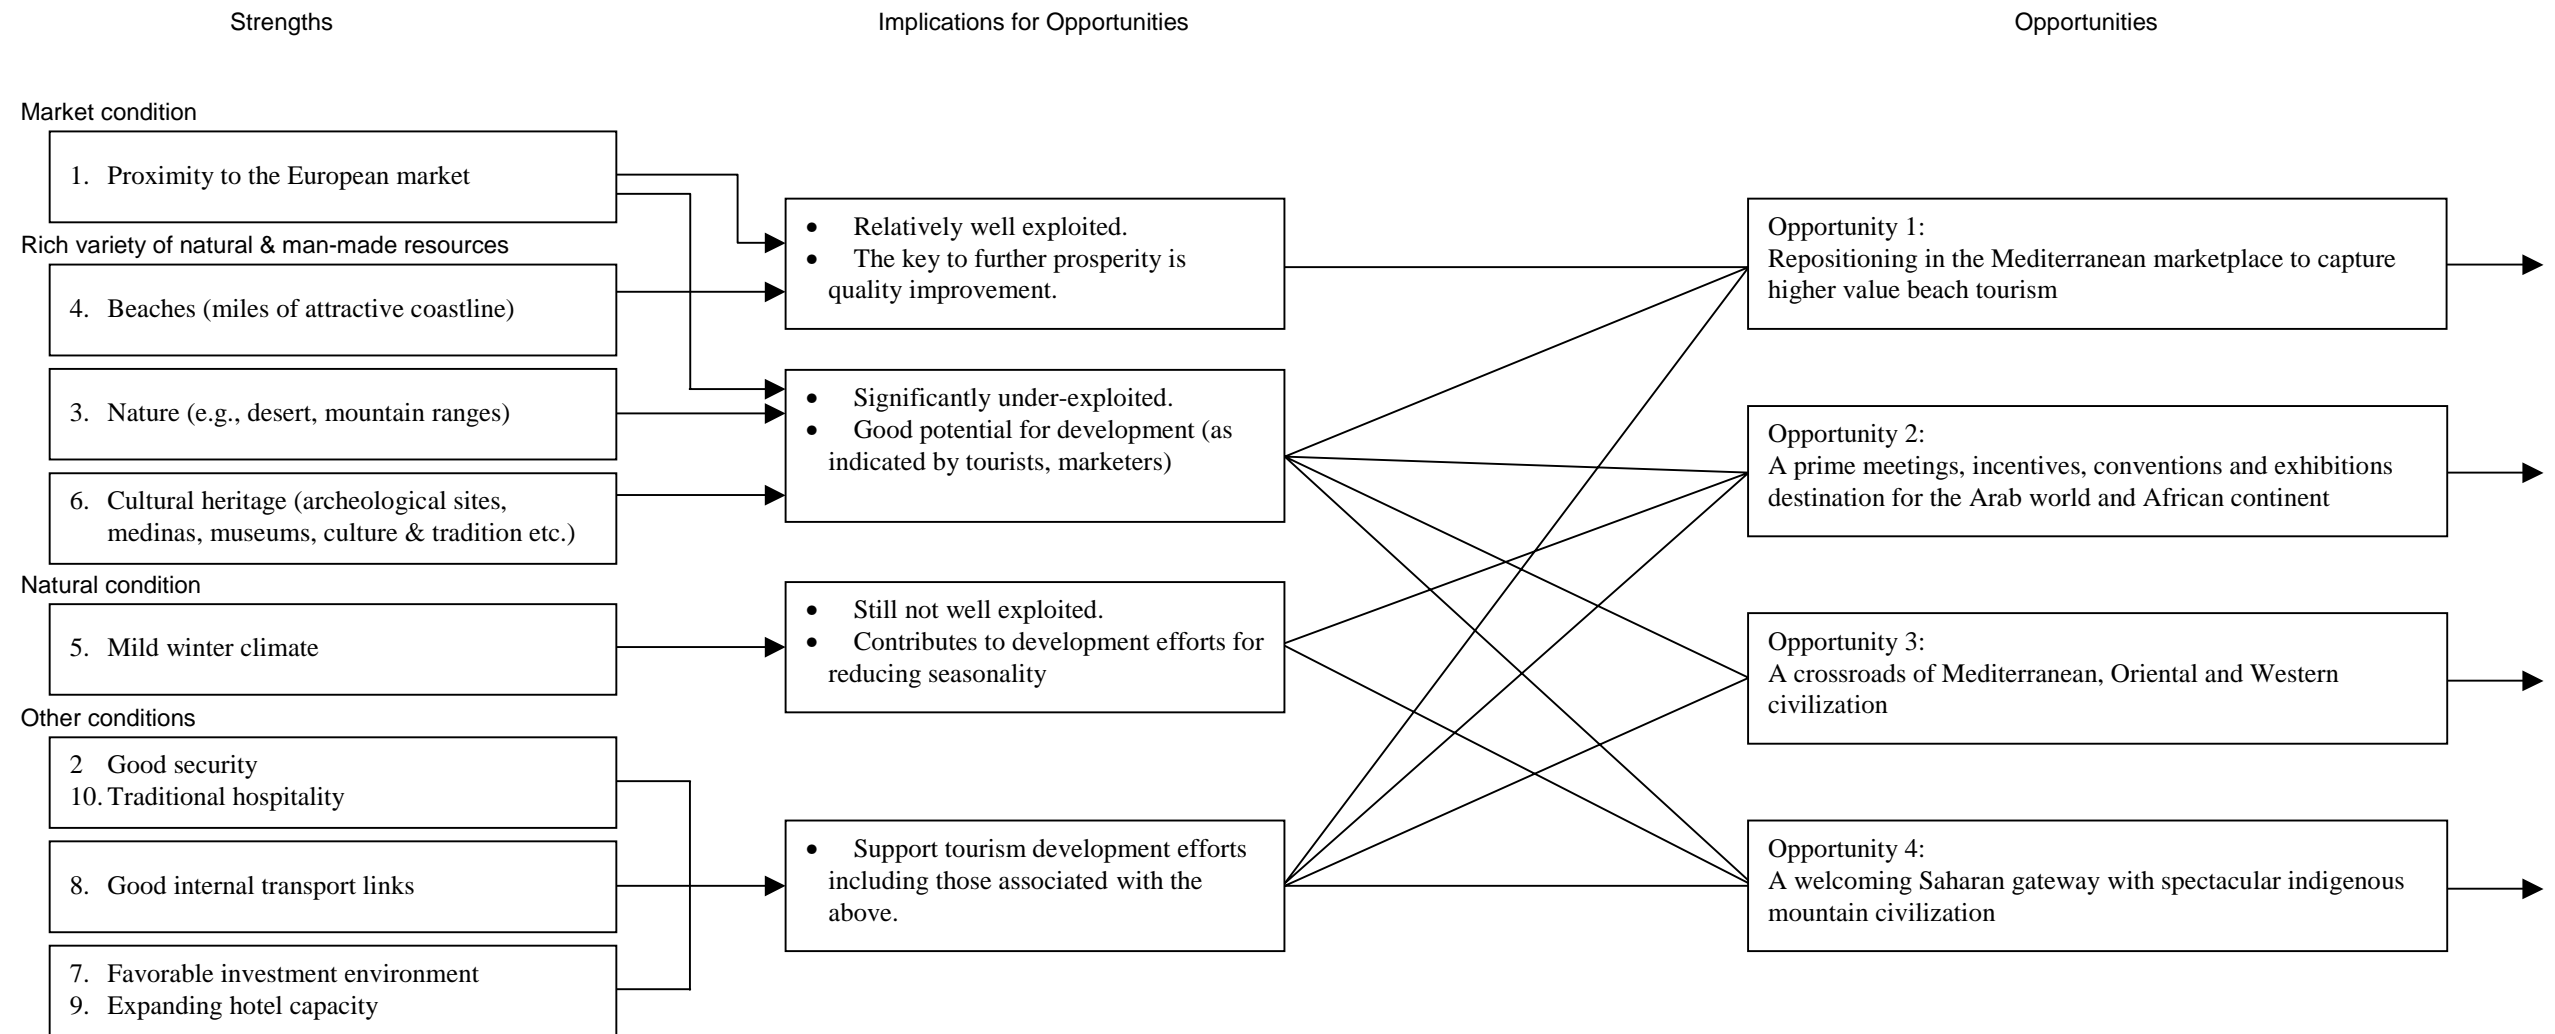 Strengths
Implications for Opportunities
Opportunities
Market condition
1. Proximity to the European market
Rich variety of natural & man-made resources
4. Beaches (miles of attractive coastline)
3. Nature (e.g., desert, mountain ranges)
6. Cultural heritage (archeological sites,
medinas, museums, culture & tradition etc.)
Natural condition
5. Mild winter climate
Other conditions
2 Good security
10. Traditional hospitality
8. Good internal transport links
7. Favorable investment environment
9. Expanding hotel capacity
• Relatively well exploited.
• The key to further prosperity is
quality improvement.
• Significantly under-exploited.
• Good potential for development (as
indicated by tourists, marketers)
• Still not well exploited.
• Contributes to development efforts for
reducing seasonality
• Support tourism development efforts
including those associated with the
above.
Opportunity 1:
Repositioning in the Mediterranean marketplace to capture
higher value beach tourism
Opportunity 2:
A prime meetings, incentives, conventions and exhibitions
destination for the Arab world and African continent
Opportunity 3:
A crossroads of Mediterranean, Oriental and Western
civilization
Opportunity 4:
A welcoming Saharan gateway with spectacular indigenous
mountain civilization